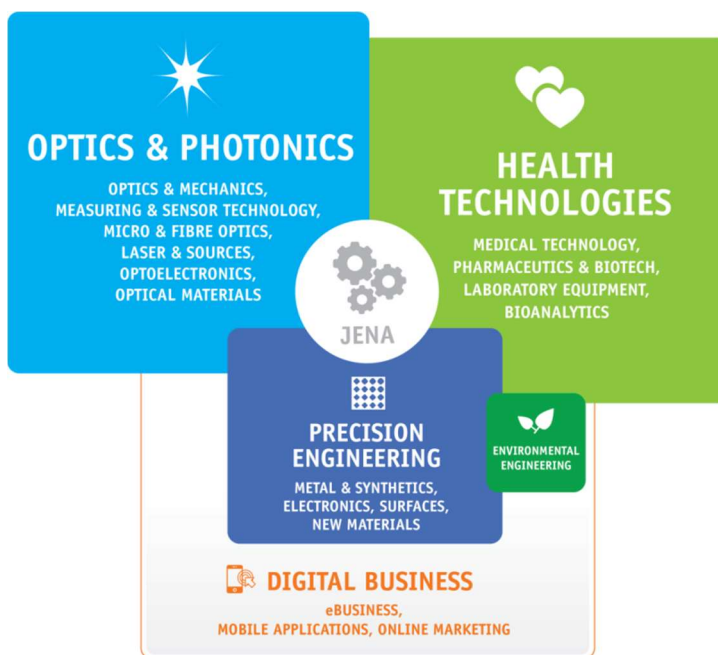 OPTICS & PHOTONICS
OPTICS & MECHANICS,
MEASURING & SENSOR TECHNOLOGY,
MICRO & FIBRE OPTICS,
LASER & SOURCES,
OPTOELECTRONICS,
OPTICAL MATERIALS
HEALTH
TECHNOLOGIES
MEDICAL TECHNOLOGY,
PHARMACEUTICS & BIOTECH,
LABORATORY EQUIPMENT,
BIOANALYTICS
JENA
PRECISION
ENGINEERING
METAL & SYNTHETICS,
ELECTRONICS, SURFACES,
NEW MATERIALS
ENVIRONMENTAL
ENGINEERING
DIGITAL BUSINESS
eBUSINESS,
MOBILE APPLICATIONS, ONLINE MARKETING